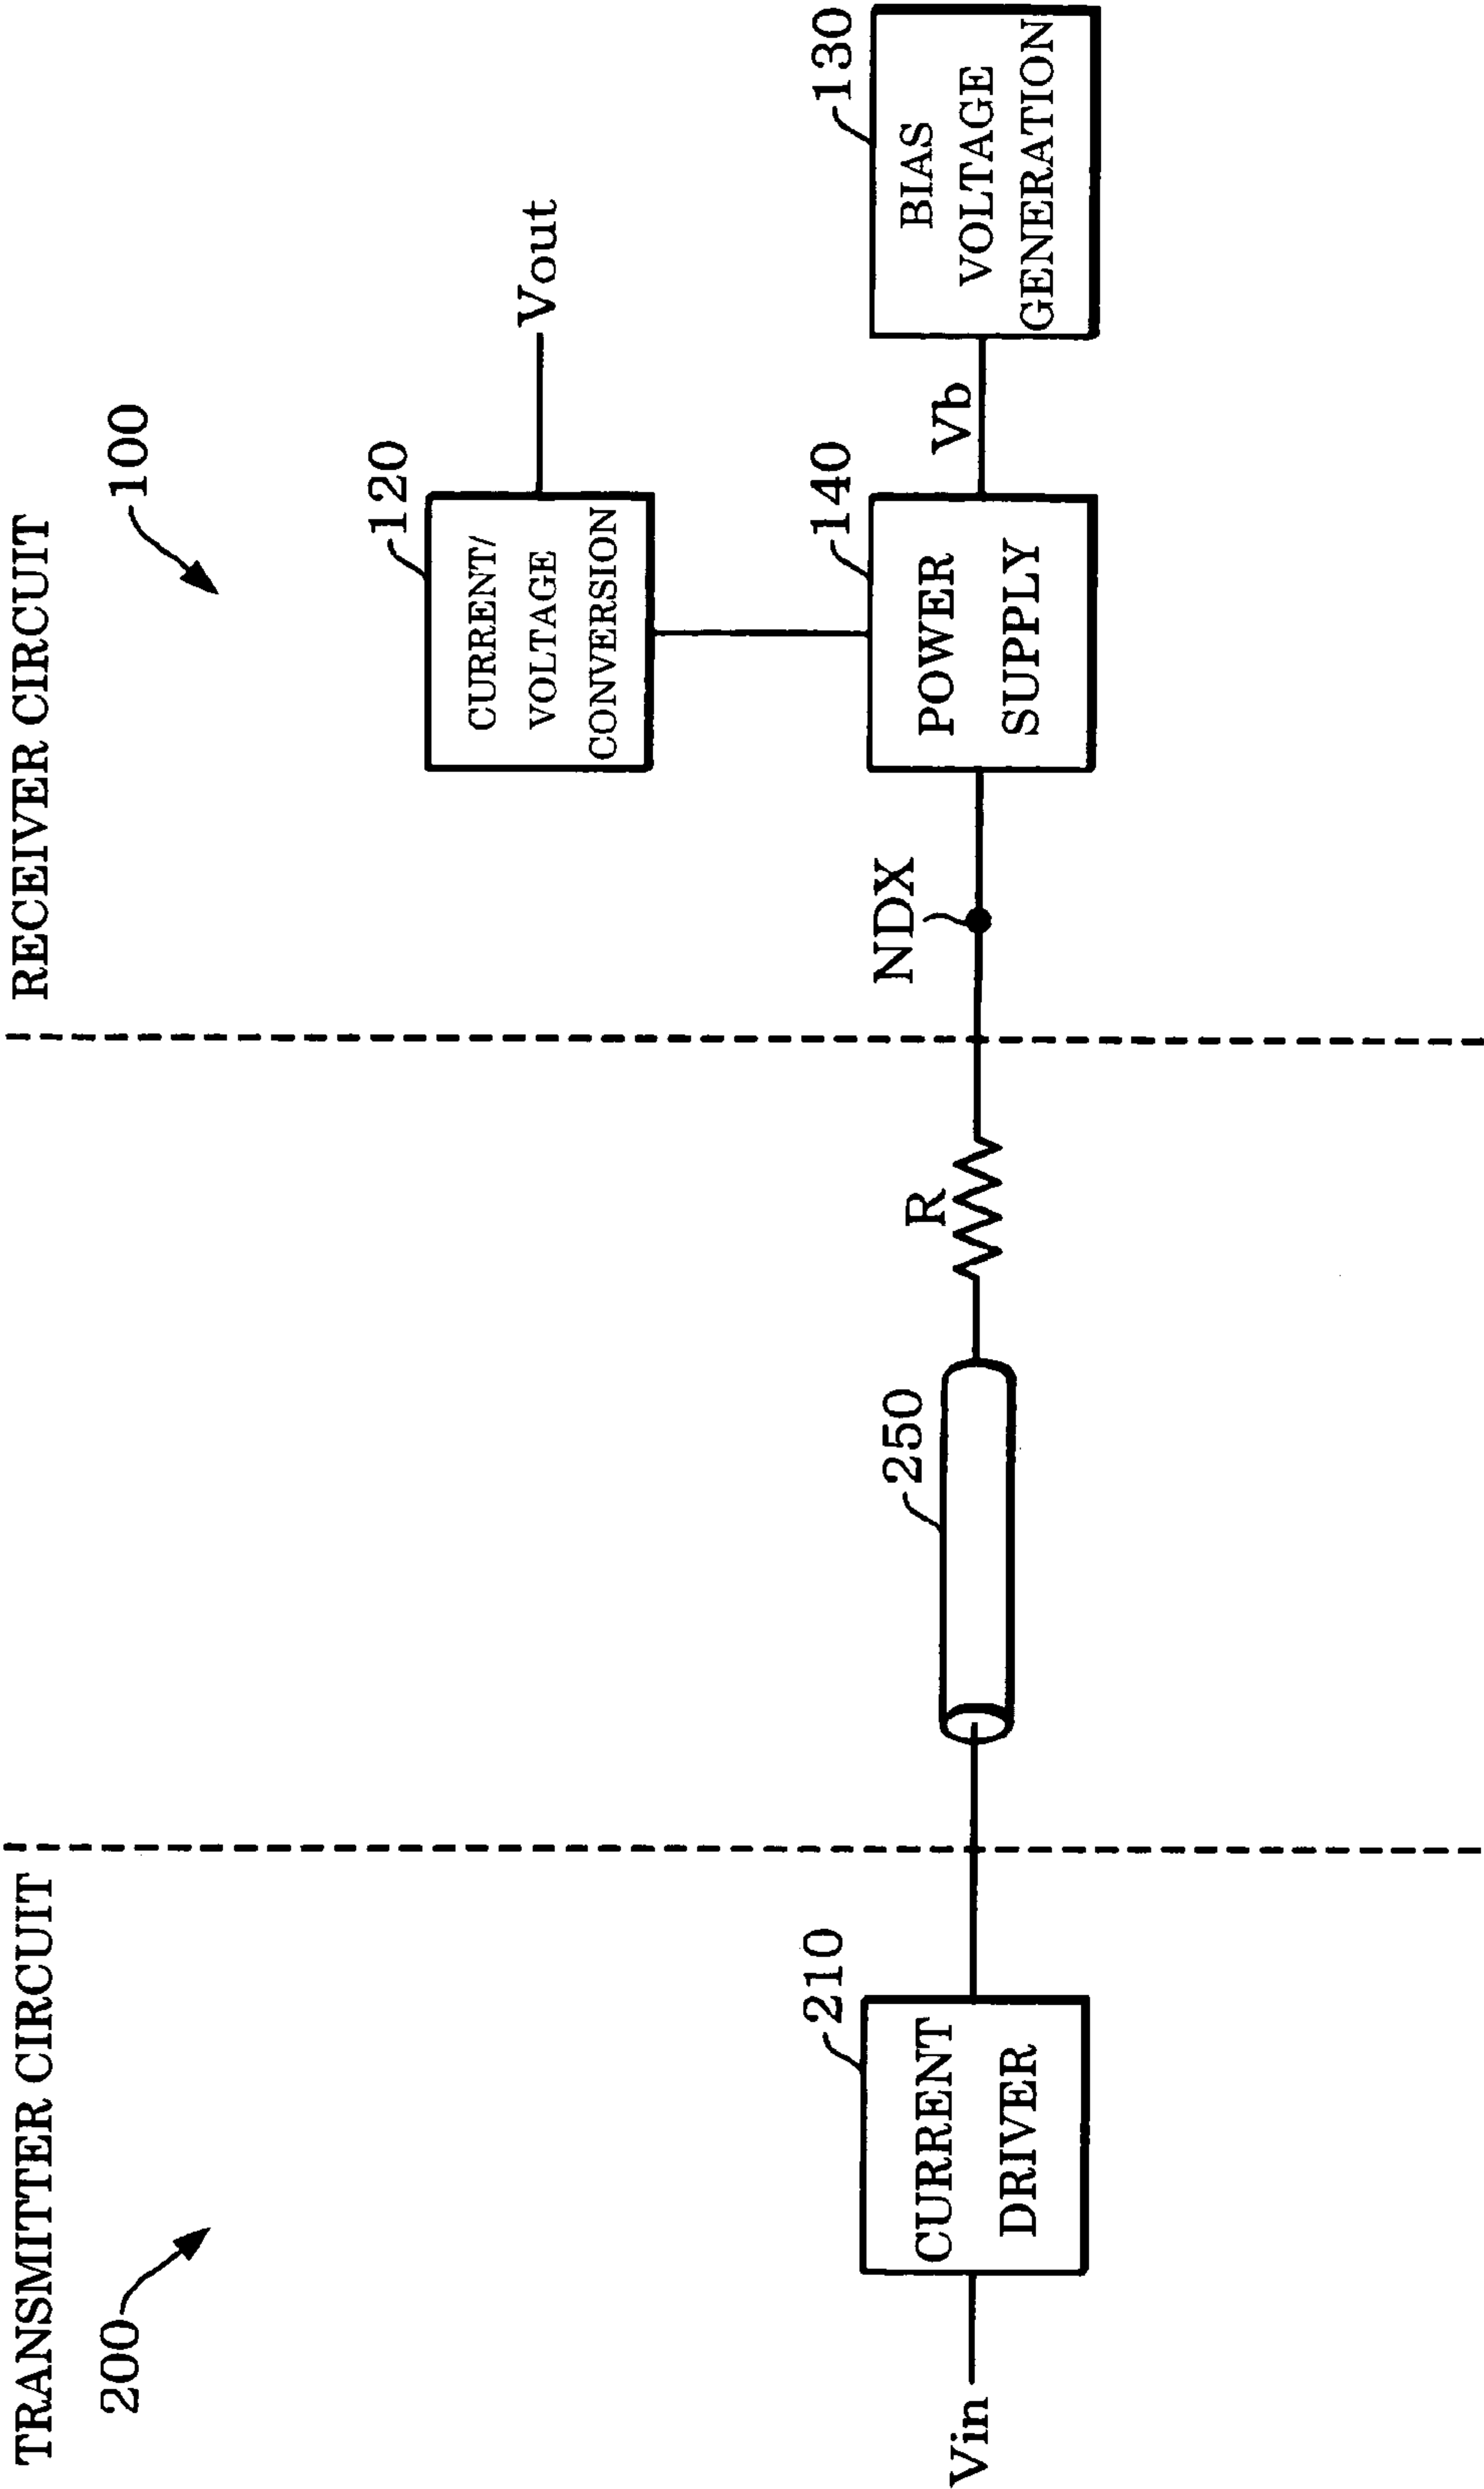 TRANSMITTER CIRCUIT
RECEIVER CIRCUIT
200
100
120
CURRENT/
VOLTAGE
CONVERSION
Vout
Vin
210
CURRENT
DRIVER
250
R
NDX
140
POWER
SUPPLY
Vb
130
BIAS
VOLTAGE
GENERATION